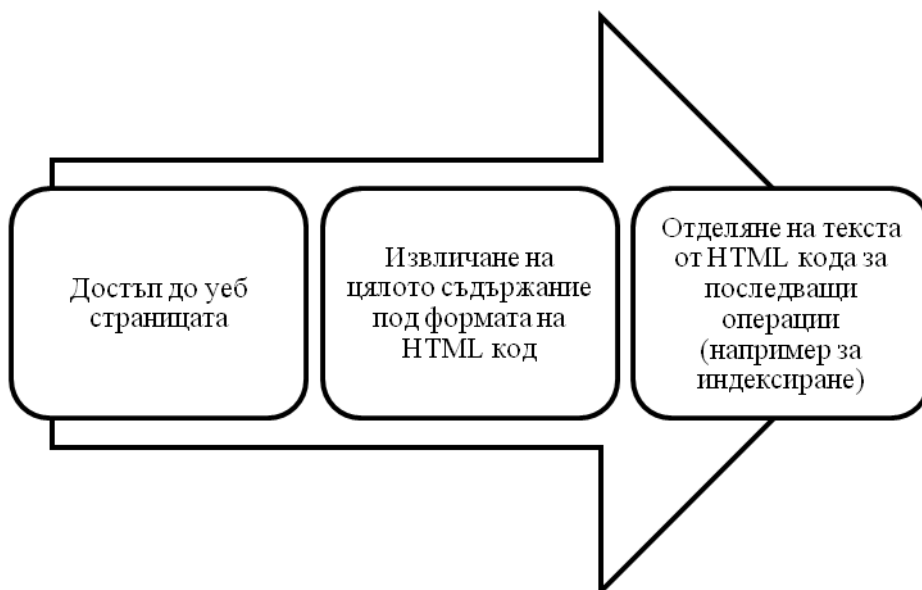 Достъп до уеб
страницата
Извличане на
цялото съдържание
под формата на
HTML код
Отделяне на текста
от HTML кода за
последващи
операции
(например за
индексиране)